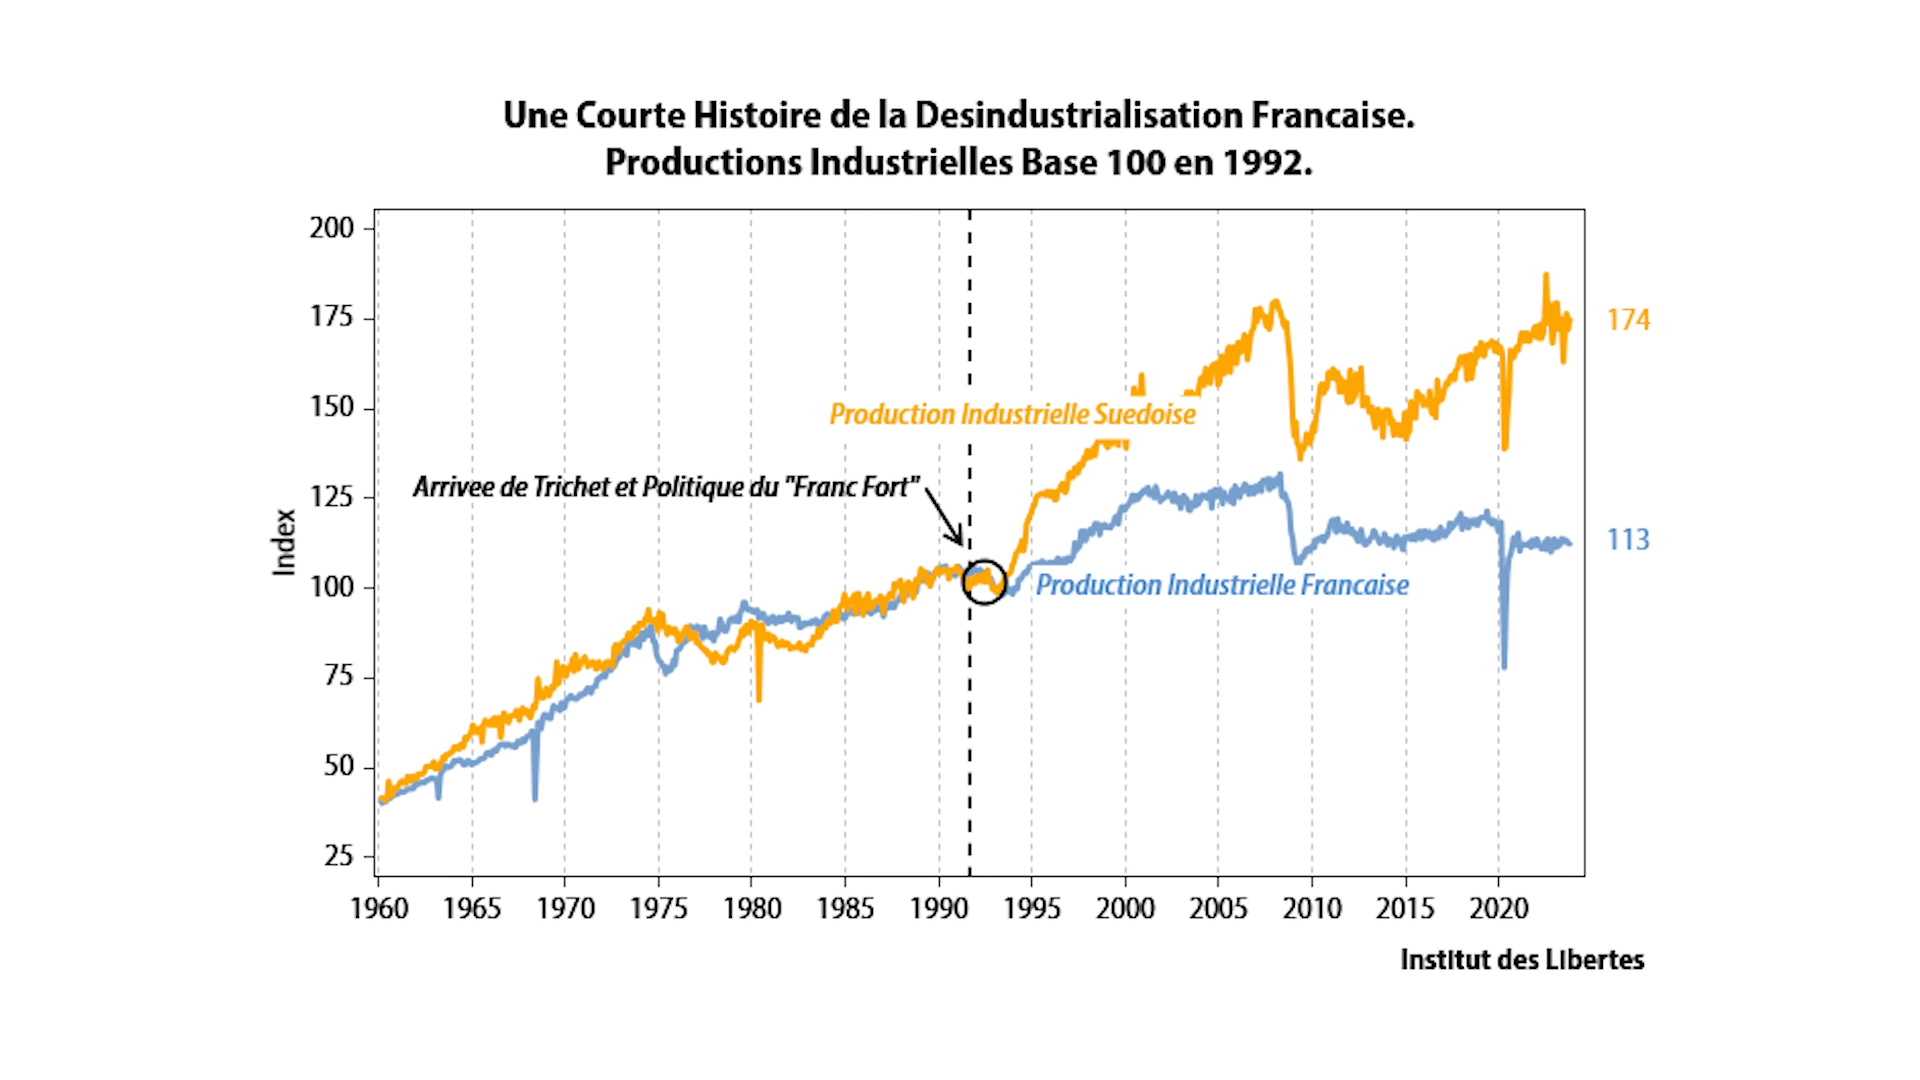 Une Courte Histoire de la Desindustrialisation Francaise.
Productions Industrielles Base 100 en 1992.
200
175
150
125
100
75
50
25
Index
174
113
Production Industrielle Suedoise
Arrivee de Trichet et Politique du "Franc Fort"
Production Industrielle Francaise
1960 1965 1970 1975 1980 1985 1990 1995 2000 2005 2010 2015 2020
Institut des Libertes